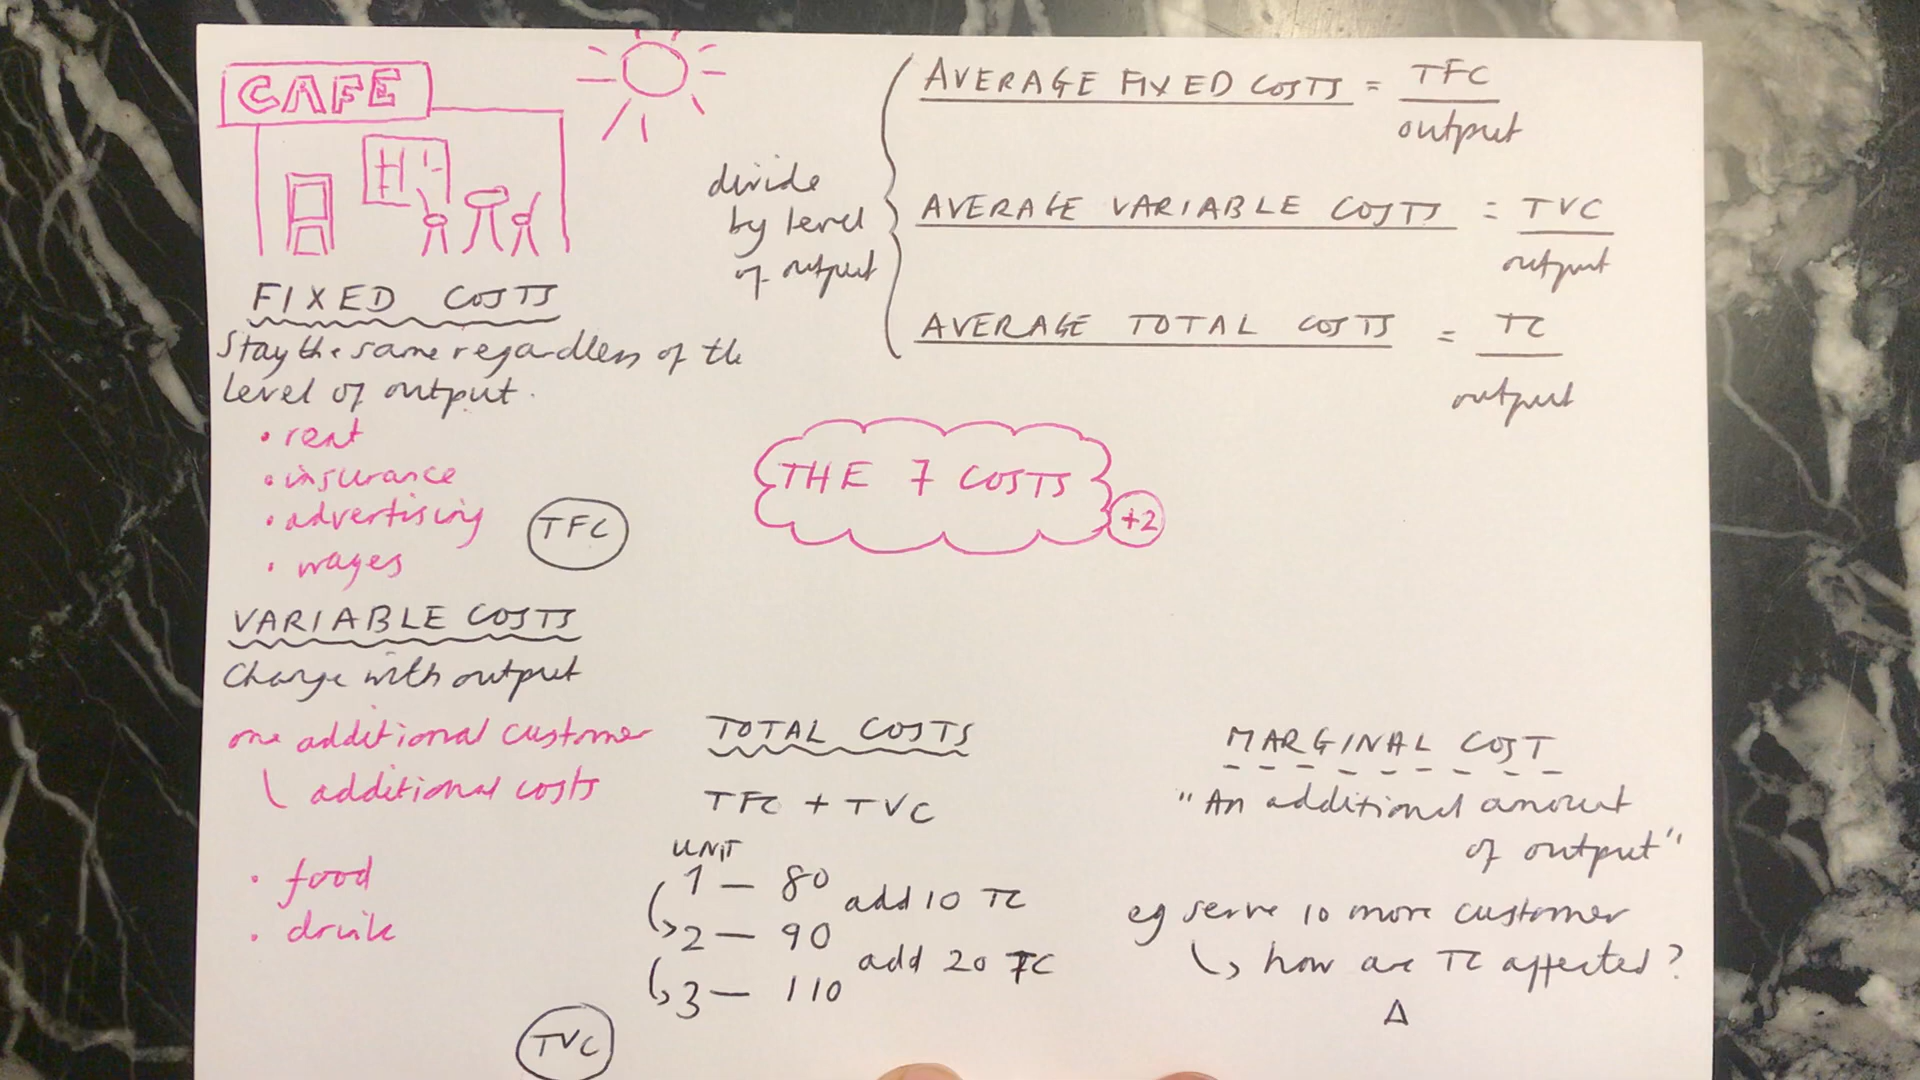 CAFE
FIXED COSTS
Stay the same regardless of the
level of output.
• rent
• insurance
• advertising
• wages
TFC
VARIABLE COSTS
Change with output
one additional customer
additional costs
• food
• drink
TVC
divide
by level
of output
AVERAGE FIXED COSTS = TFC
output
AVERAGE VARIABLE COSTS = TVC
output
AVERAGE TOTAL COSTS = TC
output
THE 7 COSTS
+2
TOTAL COSTS
TFC + TVC
UNIT
1 — 80
add 10 TC
2 — 90
add 20 TC
3 — 110
MARGINAL COST
"An additional amount
of output"
eg serve 10 more customer
↳ how are TC affected?
Δ